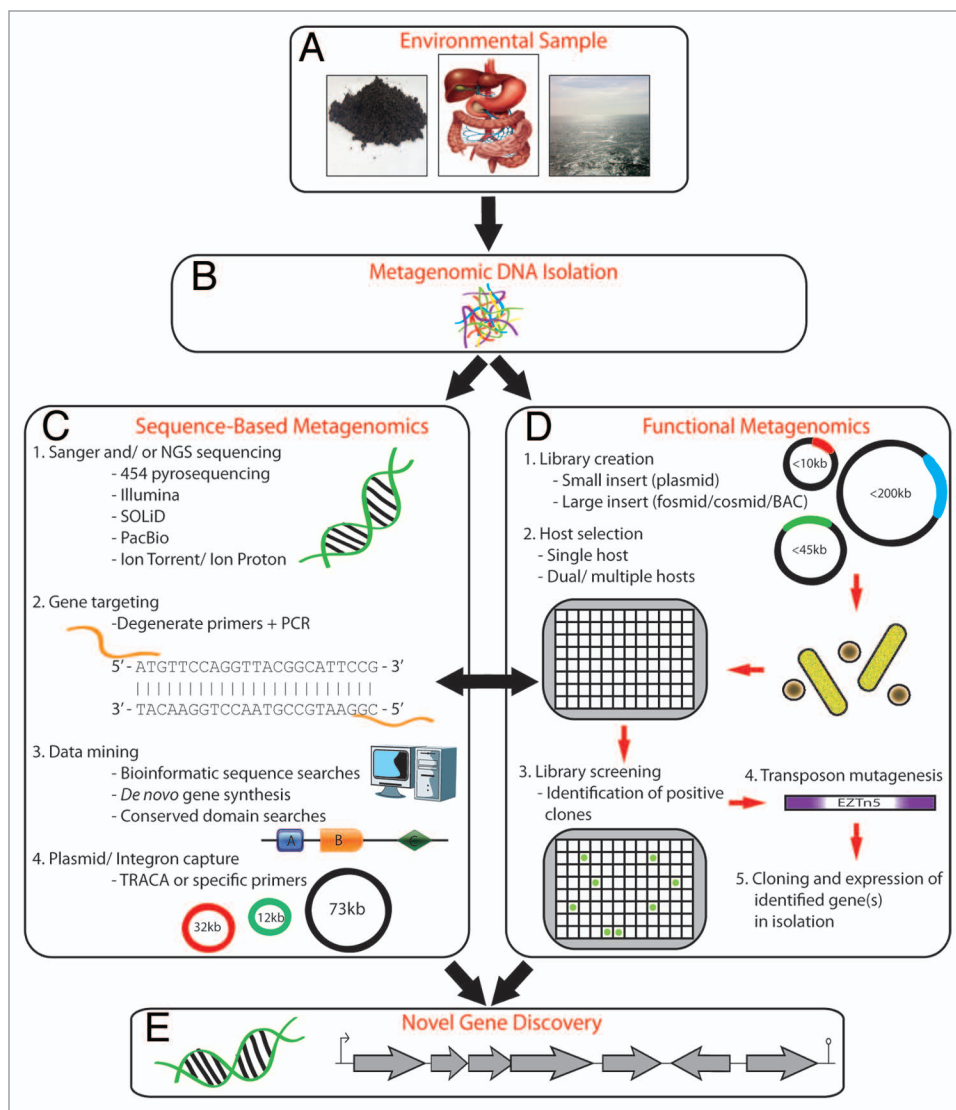 A
Environmental Sample
B
Metagenomic DNA Isolation
C
Sequence-Based Metagenomics
1. Sanger and/ or NGS sequencing
- 454 pyrosequencing
- Illumina
- SOLiD
- PacBio
- Ion Torrent/ Ion Proton
2. Gene targeting
-Degenerate primers + PCR
5’- ATGTTCCAGGTTACGGCATTCCG - 3’
3’- TACAAGGTCCAATGCCGTAAGGC - 5’
3. Data mining
- Bioinformatic sequence searches
- De novo gene synthesis
- Conserved domain searches
A B C
4. Plasmid/ Integron capture
- TRACA or specific primers
32kb
12kb
73kb
D
Functional Metagenomics
1. Library creation
- Small insert (plasmid)
- Large insert (fosmid/cosmid/BAC)
<10kb
<200kb
<45kb
2. Host selection
- Single host
- Dual/ multiple hosts
3. Library screening
- Identification of positive
clones
4. Transposon mutagenesis
EZTn5
5. Cloning and expression of
identified gene(s)
in isolation
E
Novel Gene Discovery